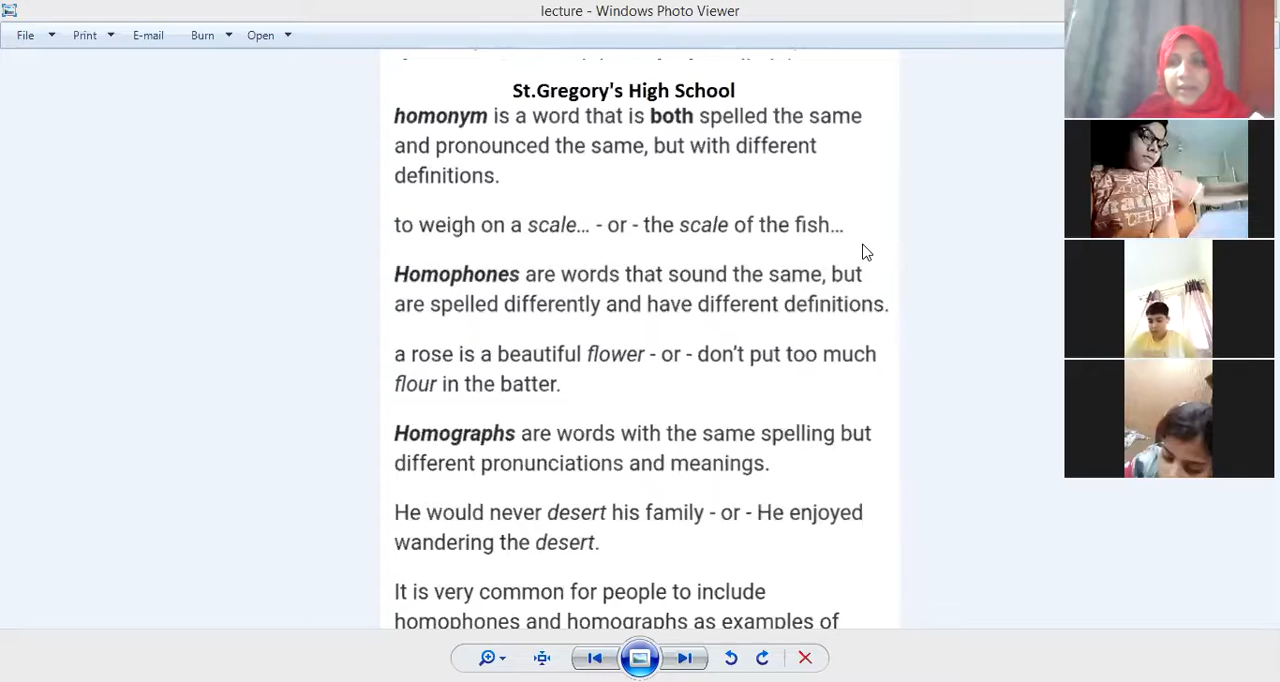 lecture - Windows Photo Viewer
File Print E-mail Burn Open
St.Gregory's High School
homonym is a word that is both spelled the same
and pronounced the same, but with different
definitions.
to weigh on a scale... - or - the scale of the fish...
Homophones are words that sound the same, but
are spelled differently and have different definitions.
a rose is a beautiful flower - or - don’t put too much
flour in the batter.
Homographs are words with the same spelling but
different pronunciations and meanings.
He would never desert his family - or - He enjoyed
wandering the desert.
It is very common for people to include
homophones and homographs as examples of